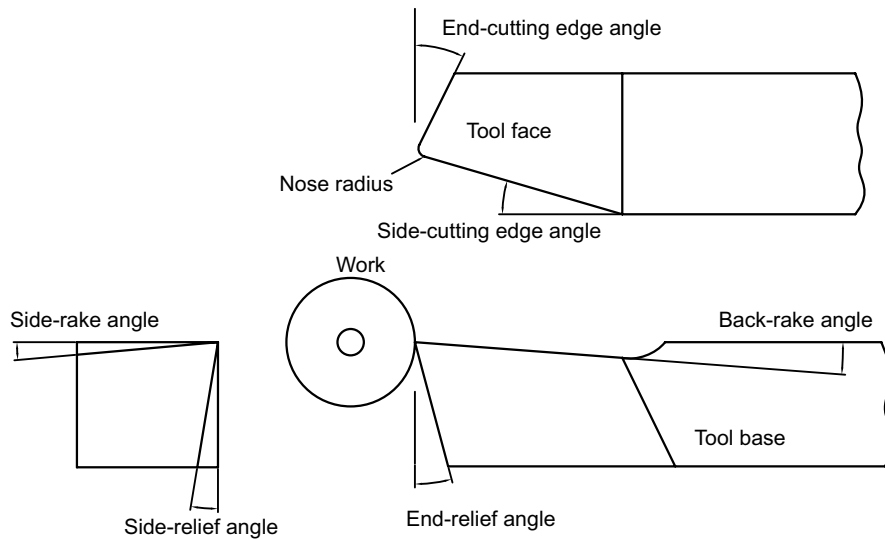 End-cutting edge angle
Tool face
Nose radius
Side-cutting edge angle
Work
Side-rake angle
Back-rake angle
Tool base
End-relief angle
Side-relief angle